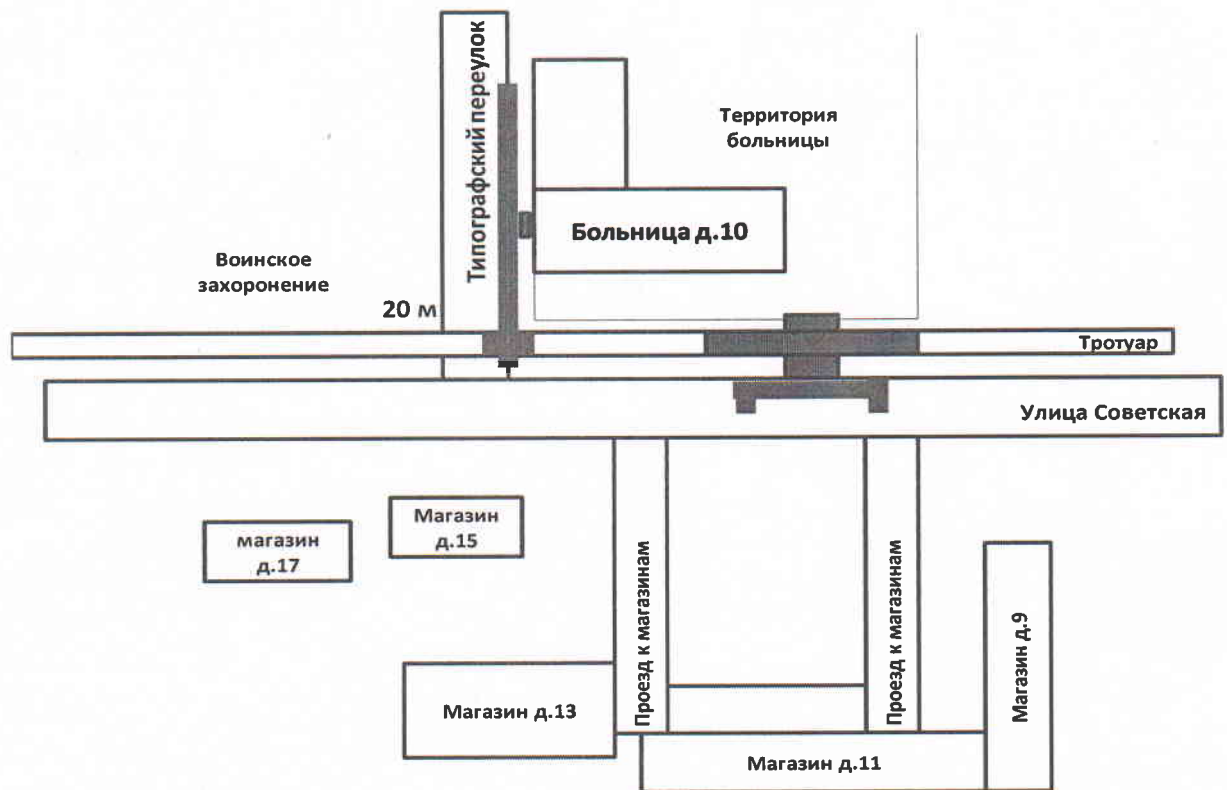 Типографский переулок
Территория
больницы
Больница д.10
Воинское
захоронение
20 м
Тротуар
Улица Советская
Магазин
д.15
магазин
д.17
Проезд к магазинам
Проезд к магазинам
Магазин д.9
Магазин д.13
Магазин д.11